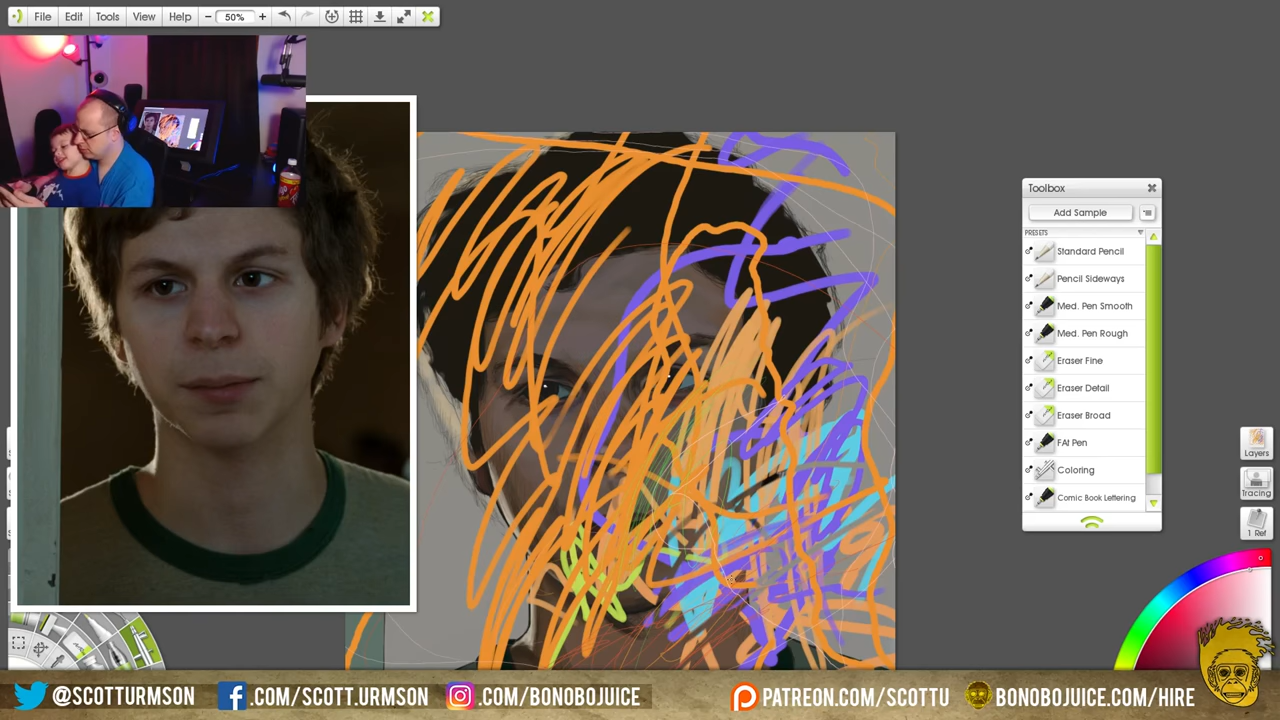 File Edit Tools View Help − 50% +
Toolbox
Add Sample
PRESETS
Standard Pencil
Pencil Sideways
Med. Pen Smooth
Med. Pen Rough
Eraser Fine
Eraser Detail
Eraser Broad
FAt Pen
Coloring
Comic Book Lettering
Layers
Tracing
1 Ref
@SCOTTURMSON .COM/SCOTT.URMSON .COM/BONOBOJUICE PATREON.COM/SCOTTU BONOBOJUICE.COM/HIRE